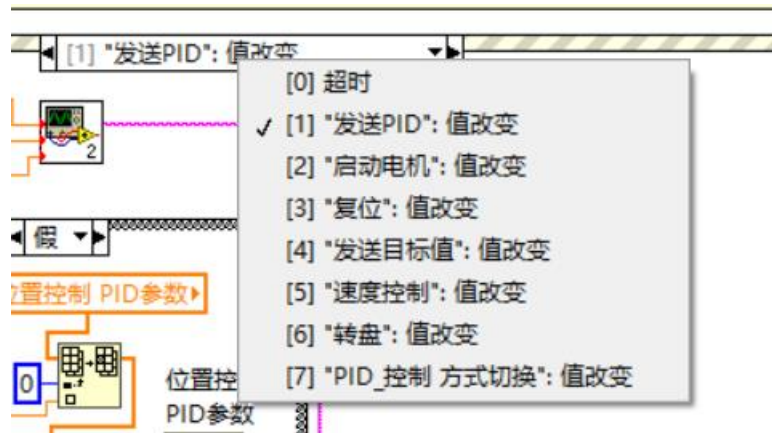 [1] "发送PID": 值改变
[0] 超时
✓ [1] "发送PID": 值改变
[2] "启动电机": 值改变
[3] "复位": 值改变
[4] "发送目标值": 值改变
[5] "速度控制": 值改变
[6] "转盘": 值改变
[7] "PID_控制 方式切换": 值改变
2
假
位置控制 PID参数
0
位置控
PID参数